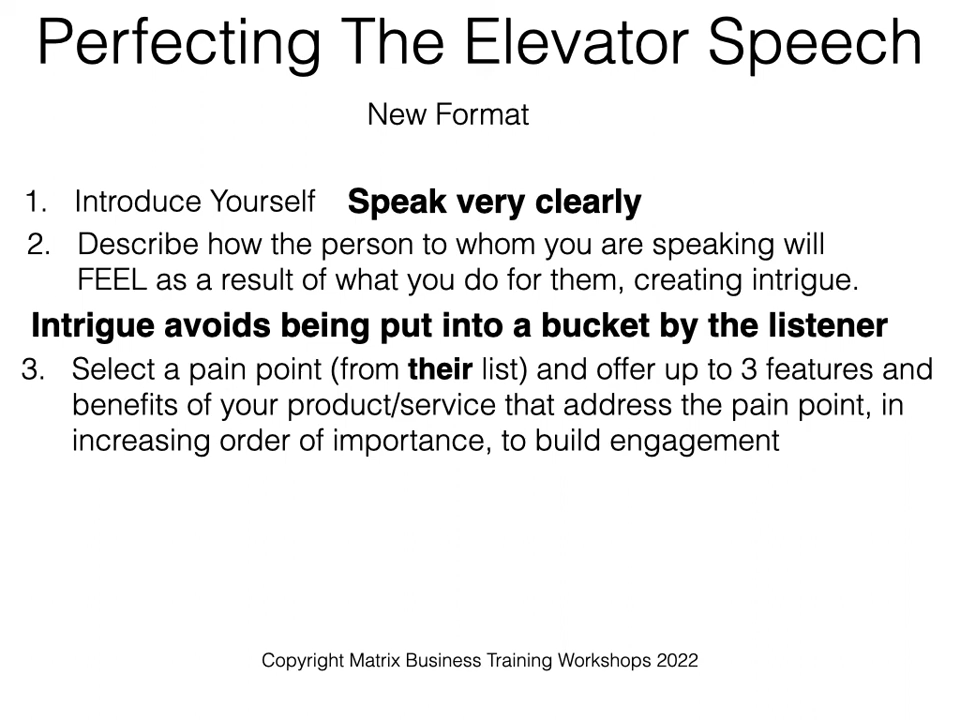 Perfecting The Elevator Speech
New Format
1. Introduce Yourself Speak very clearly
2. Describe how the person to whom you are speaking will
FEEL as a result of what you do for them, creating intrigue.
Intrigue avoids being put into a bucket by the listener
3. Select a pain point (from their list) and offer up to 3 features and
benefits of your product/service that address the pain point, in
increasing order of importance, to build engagement
Copyright Matrix Business Training Workshops 2022